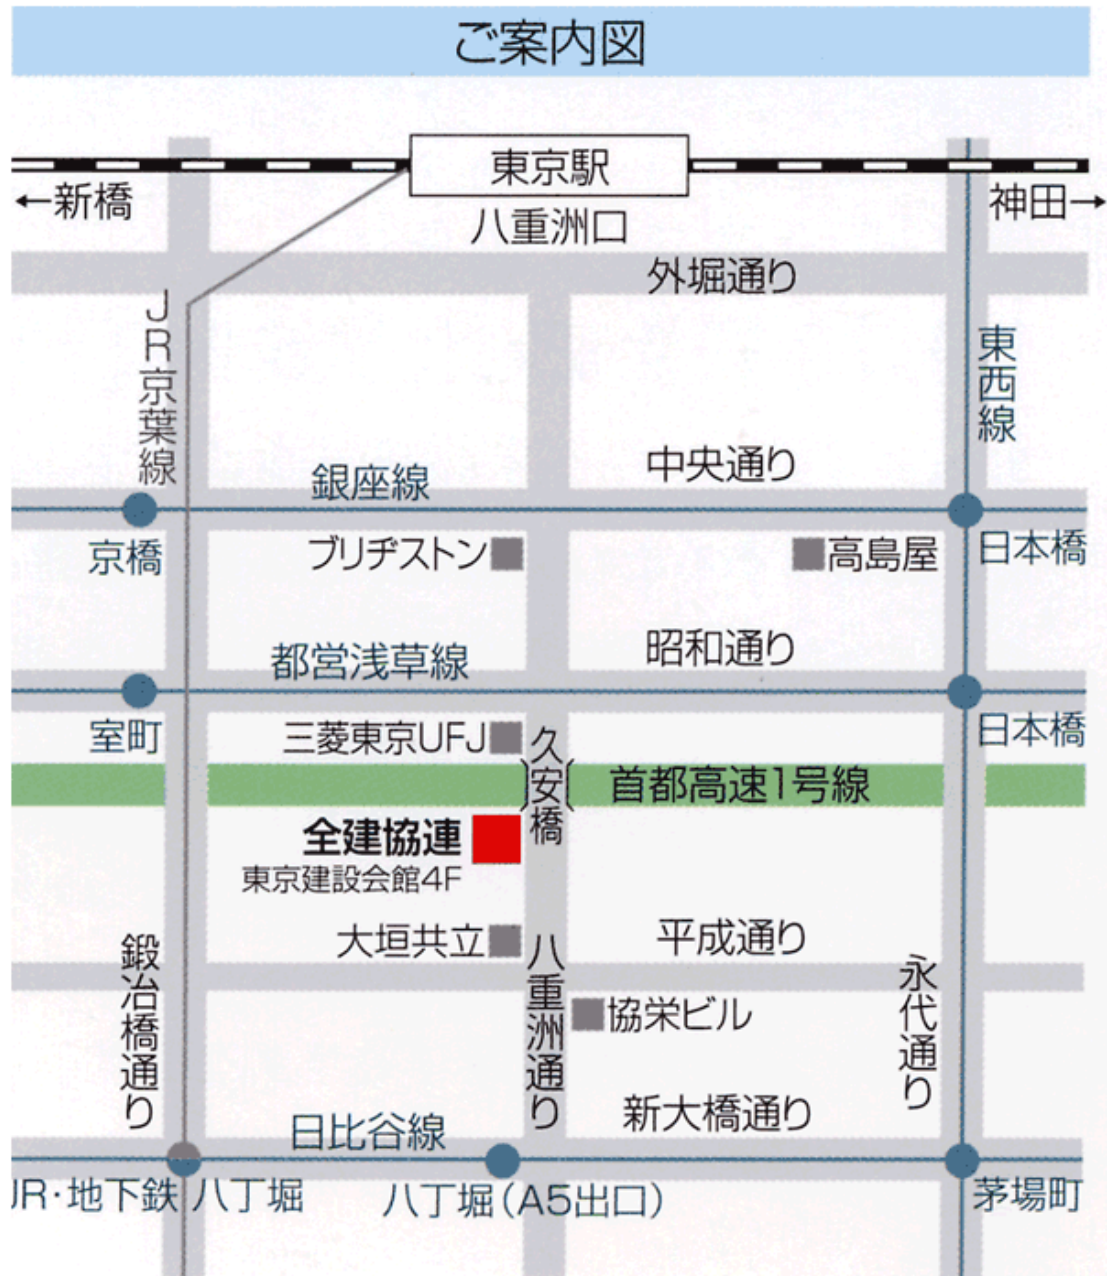 ご案内図
東京駅
←新橋
神田→
八重洲口
外堀通り
JR京葉線
東西線
中央通り
銀座線
京橋
ブリヂストン
高島屋
日本橋
昭和通り
都営浅草線
室町
三菱東京UFJ
久安橋
日本橋
首都高速1号線
全建協連
東京建設会館4F
大垣共立
平成通り
鍛冶橋通り
八重洲通り
永代通り
協栄ビル
新大橋通り
日比谷線
JR・地下鉄 八丁堀
八丁堀（A5出口）
茅場町